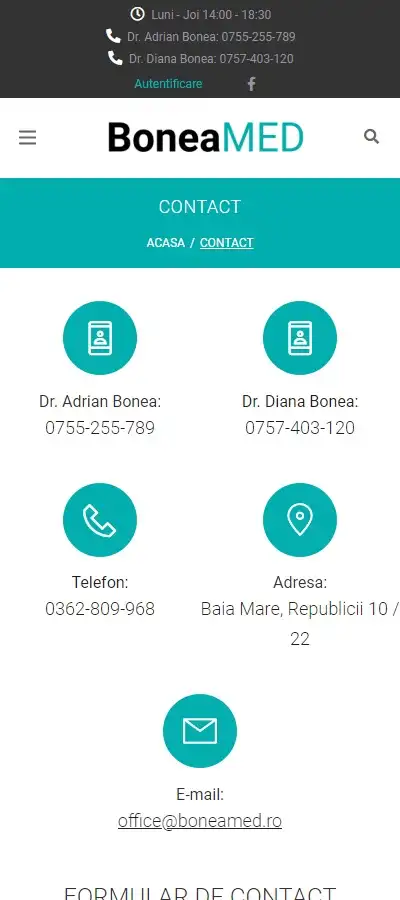 Luni - Joi 14:00 - 18:30
Dr. Adrian Bonea: 0755-255-789
Dr. Diana Bonea: 0757-403-120
Autentificare
BoneaMED
CONTACT
ACASA / CONTACT
Dr. Adrian Bonea:
0755-255-789
Dr. Diana Bonea:
0757-403-120
Telefon:
0362-809-968
Adresa:
Baia Mare, Republicii 10 /
22
E-mail:
office@boneamed.ro
FORMULAR DE CONTACT